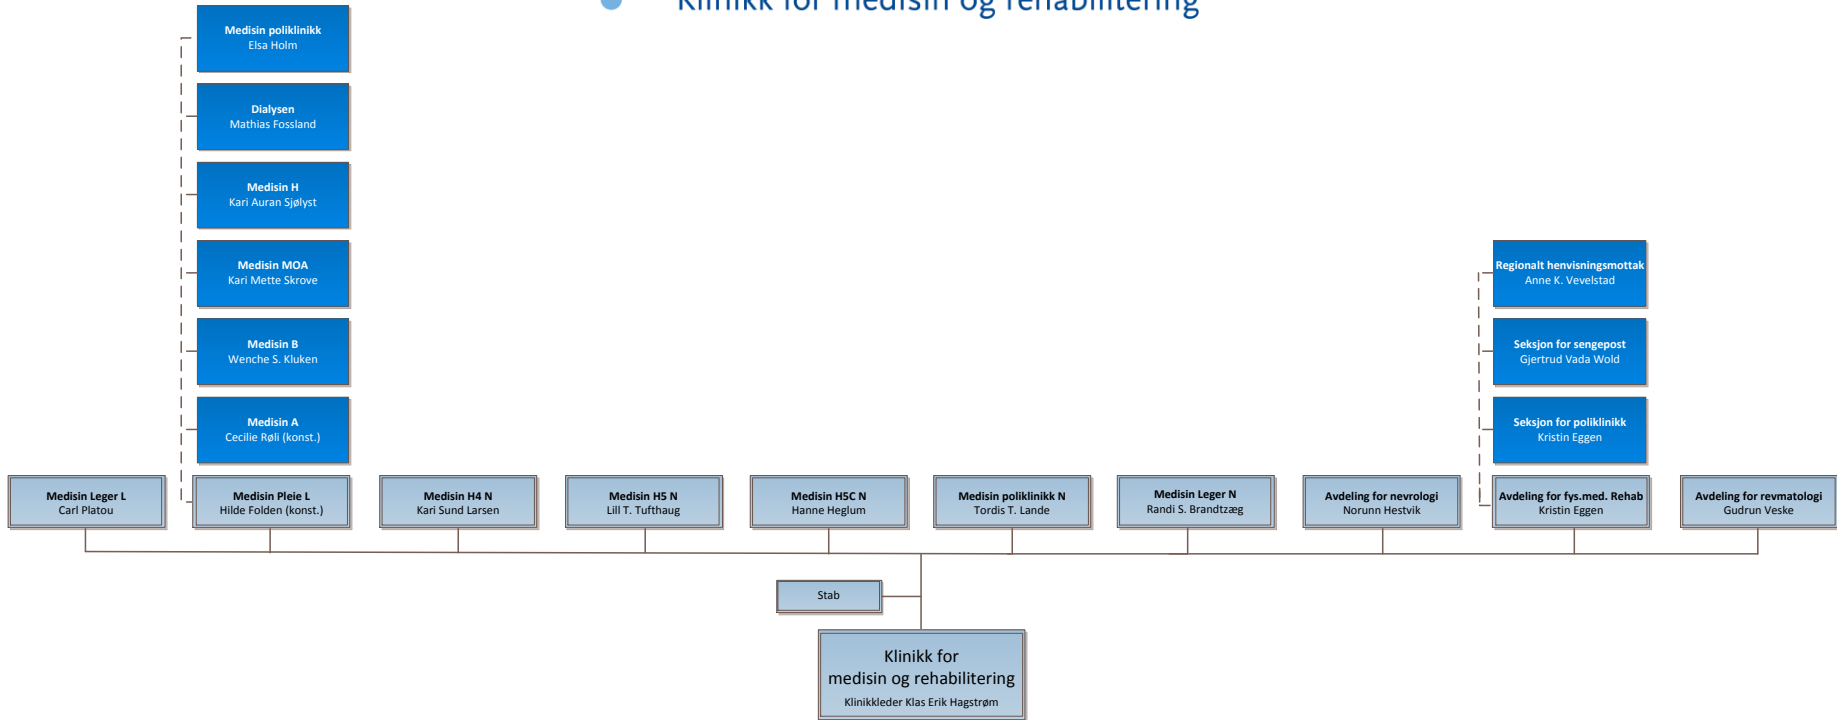 Klinikk for medisin og rehabilitering
Medisin poliklinikk
Elsa Holm
Dialysen
Mathias Fossland
Medisin H
Kari Auran Sjølyst
Medisin MOA
Kari Mette Skrove
Medisin B
Wenche S. Kluken
Medisin A
Cecilie Røli (konst.)
Regionalt henvisningsmottak
Anne K. Vevelstad
Seksjon for sengepost
Gjertrud Vada Wold
Seksjon for poliklinikk
Kristin Eggen
Medisin Leger L
Carl Platou
Medisin Pleie L
Hilde Folden (konst.)
Medisin H4 N
Kari Sund Larsen
Medisin H5 N
Lill T. Tufthaug
Medisin H5C N
Hanne Heglum
Medisin poliklinikk N
Tordis T. Lande
Medisin Leger N
Randi S. Brandtzæg
Avdeling for nevrologi
Norunn Hestvik
Avdeling for fys.med. Rehab
Kristin Eggen
Avdeling for revmatologi
Gudrun Veske
Stab
Klinikk for
medisin og rehabilitering
Klinikkleder Klas Erik Hagstrøm